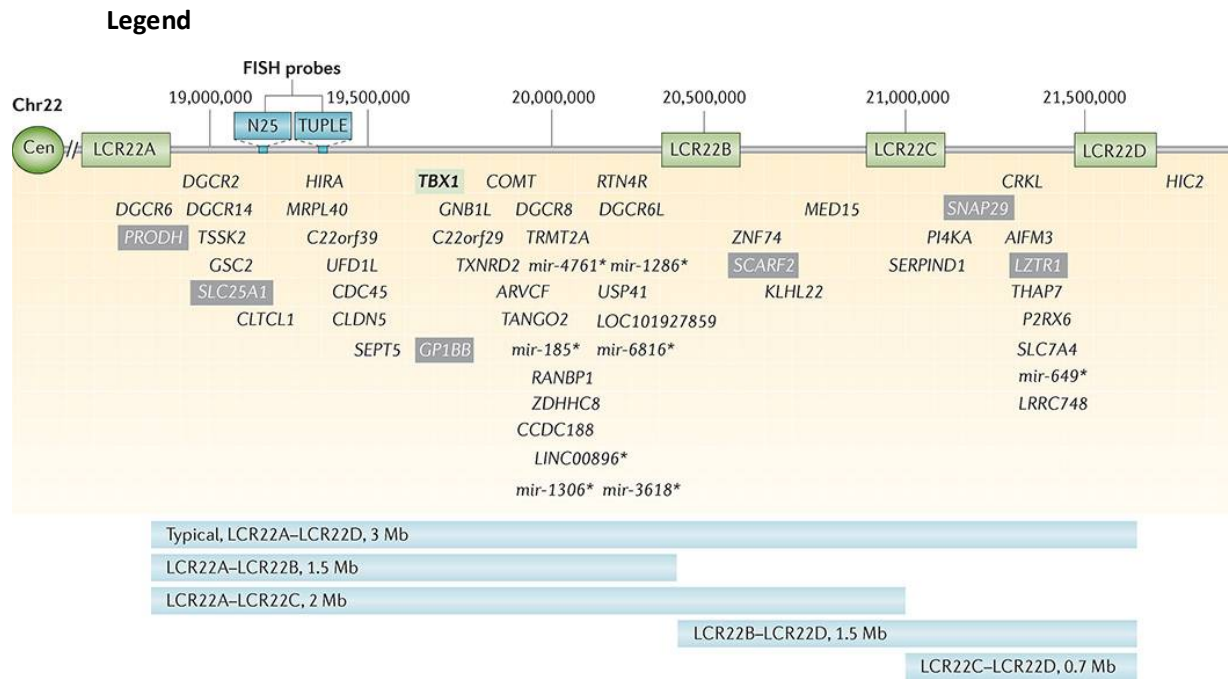 Legend
FISH probes
Chr22 19,000,000 19,500,000 20,000,000 20,500,000 21,000,000 21,500,000
N25 TUPLE
Cen // LCR22A LCR22B LCR22C LCR22D
DGCR2 HIRA TBX1 COMT RTN4R CRKL HIC2
DGCR6 DGCR14 MRPL40 GNB1L DGCR8 DGCR6L MED15 SNAP29
PRODH TSSK2 C22orf39 C22orf29 TRMT2A ZNF74 PI4KA AIFM3
GSC2 UFD1L TXNRD2 mir-4761* mir-1286* SCARF2 SERPIND1 LZTR1
SLC25A1 CDC45 ARVCF USP41 KLHL22 THAP7
CLTCL1 CLDN5 TANGO2 LOC101927859 P2RX6
SEPT5 GP1BB mir-185* mir-6816* SLC7A4
RANBP1 mir-649*
ZDHHC8 LRRC748
CCDC188
LINC00896*
mir-1306* mir-3618*
Typical, LCR22A–LCR22D, 3 Mb
LCR22A–LCR22B, 1.5 Mb
LCR22A–LCR22C, 2 Mb
LCR22B–LCR22D, 1.5 Mb
LCR22C–LCR22D, 0.7 Mb